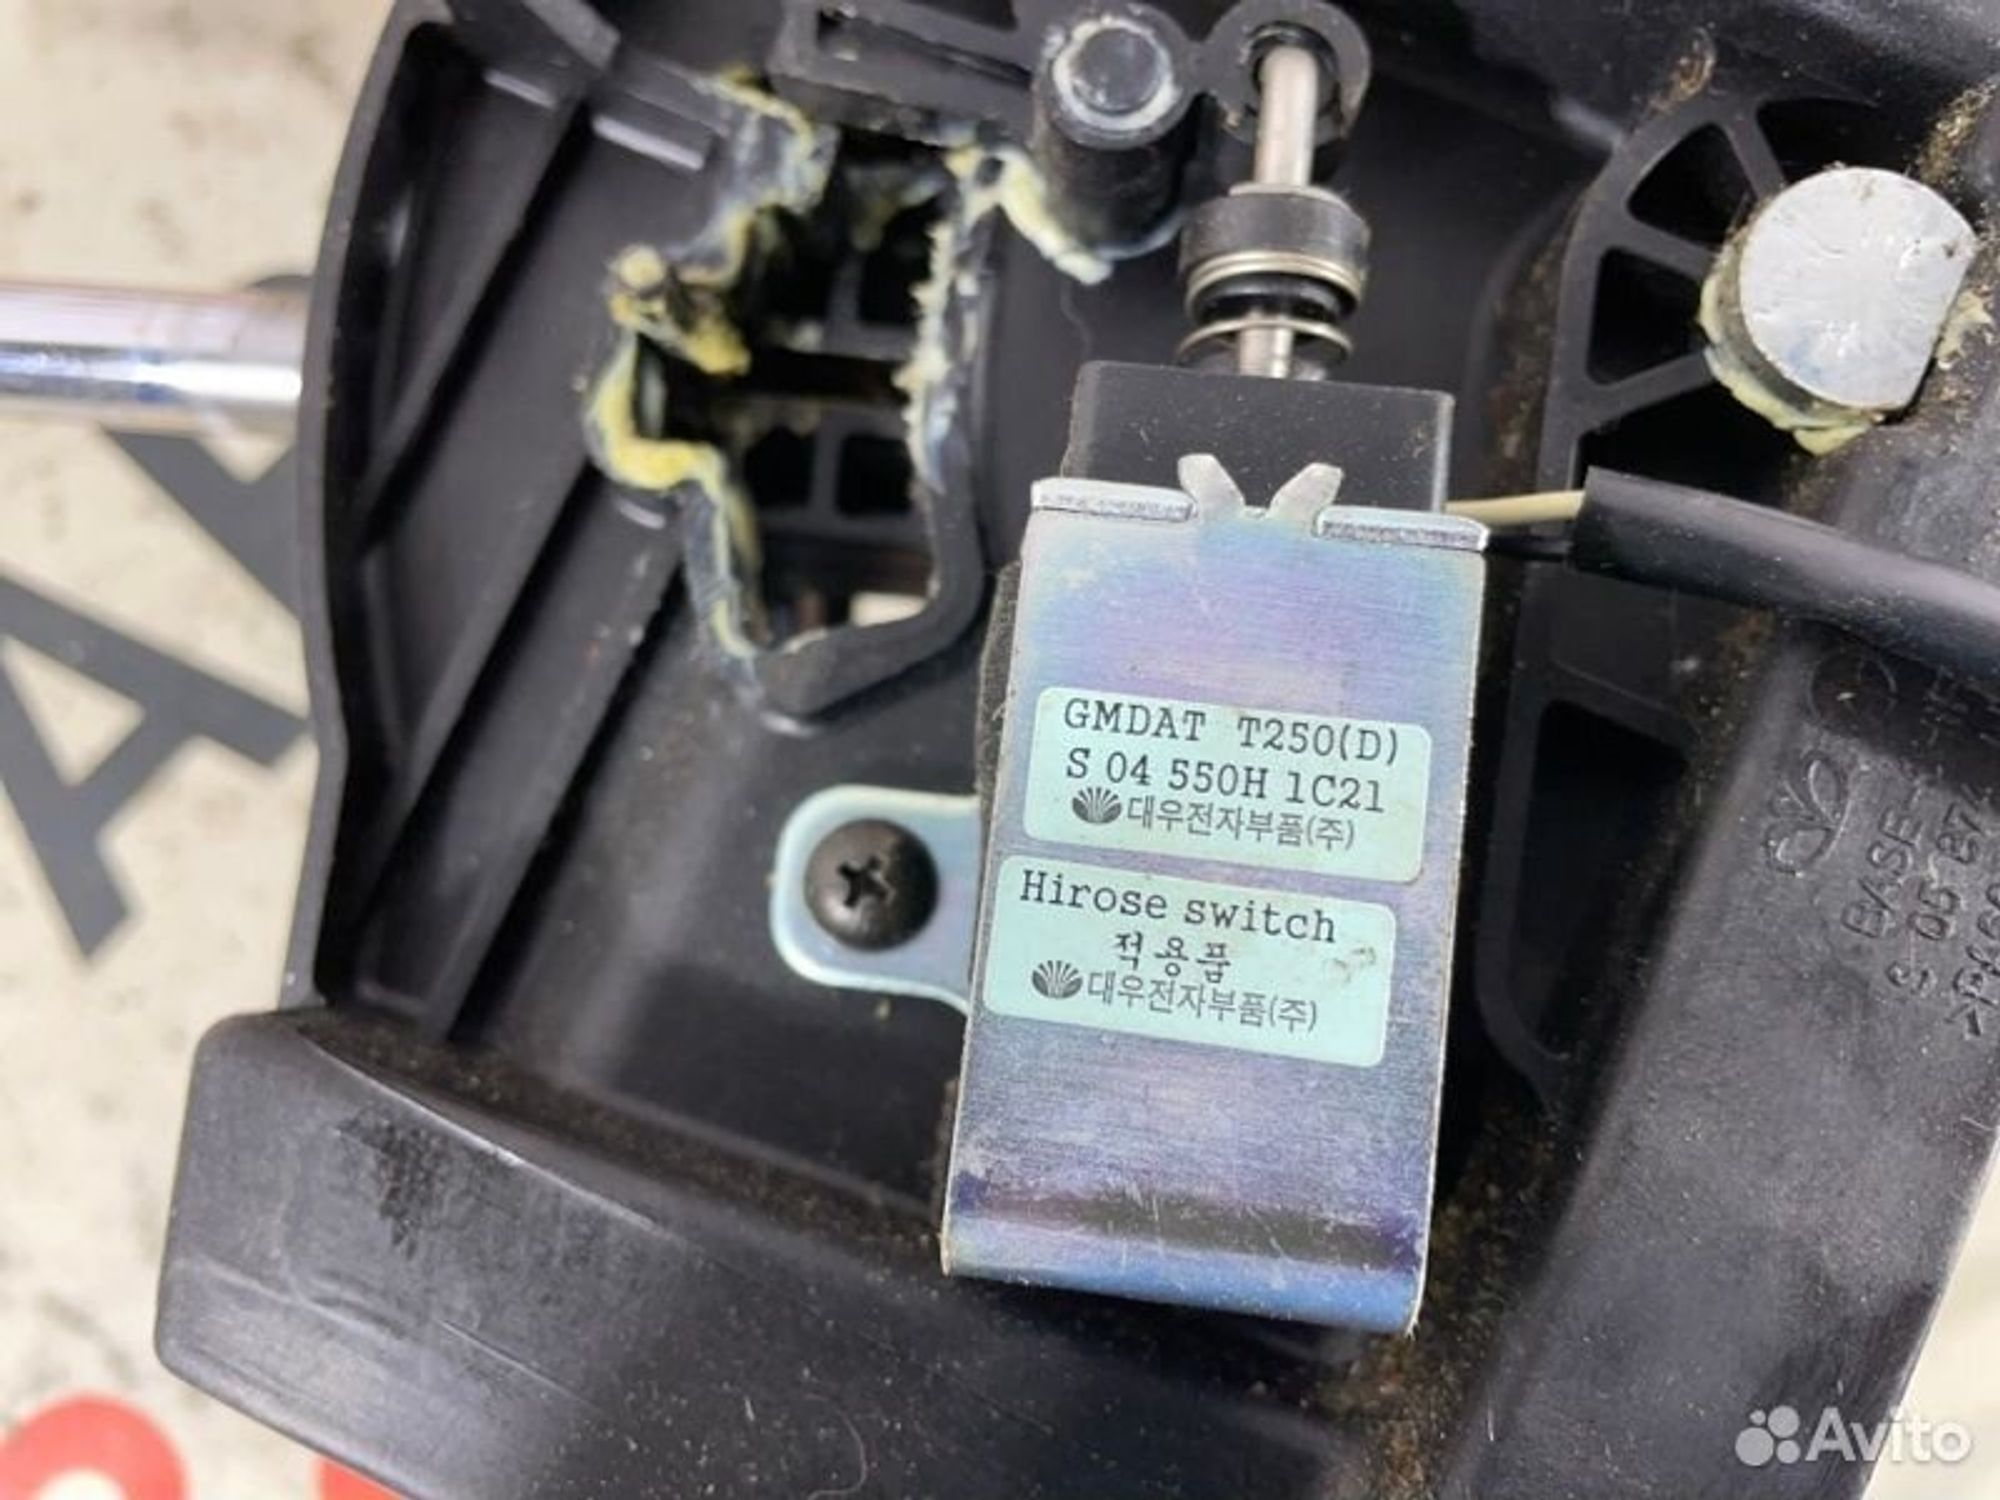 GMDAT T250(D)
S 04 550H 1C21
대우전자부품(주)
Hirose switch
적용품
대우전자부품(주)
BASE
Avito